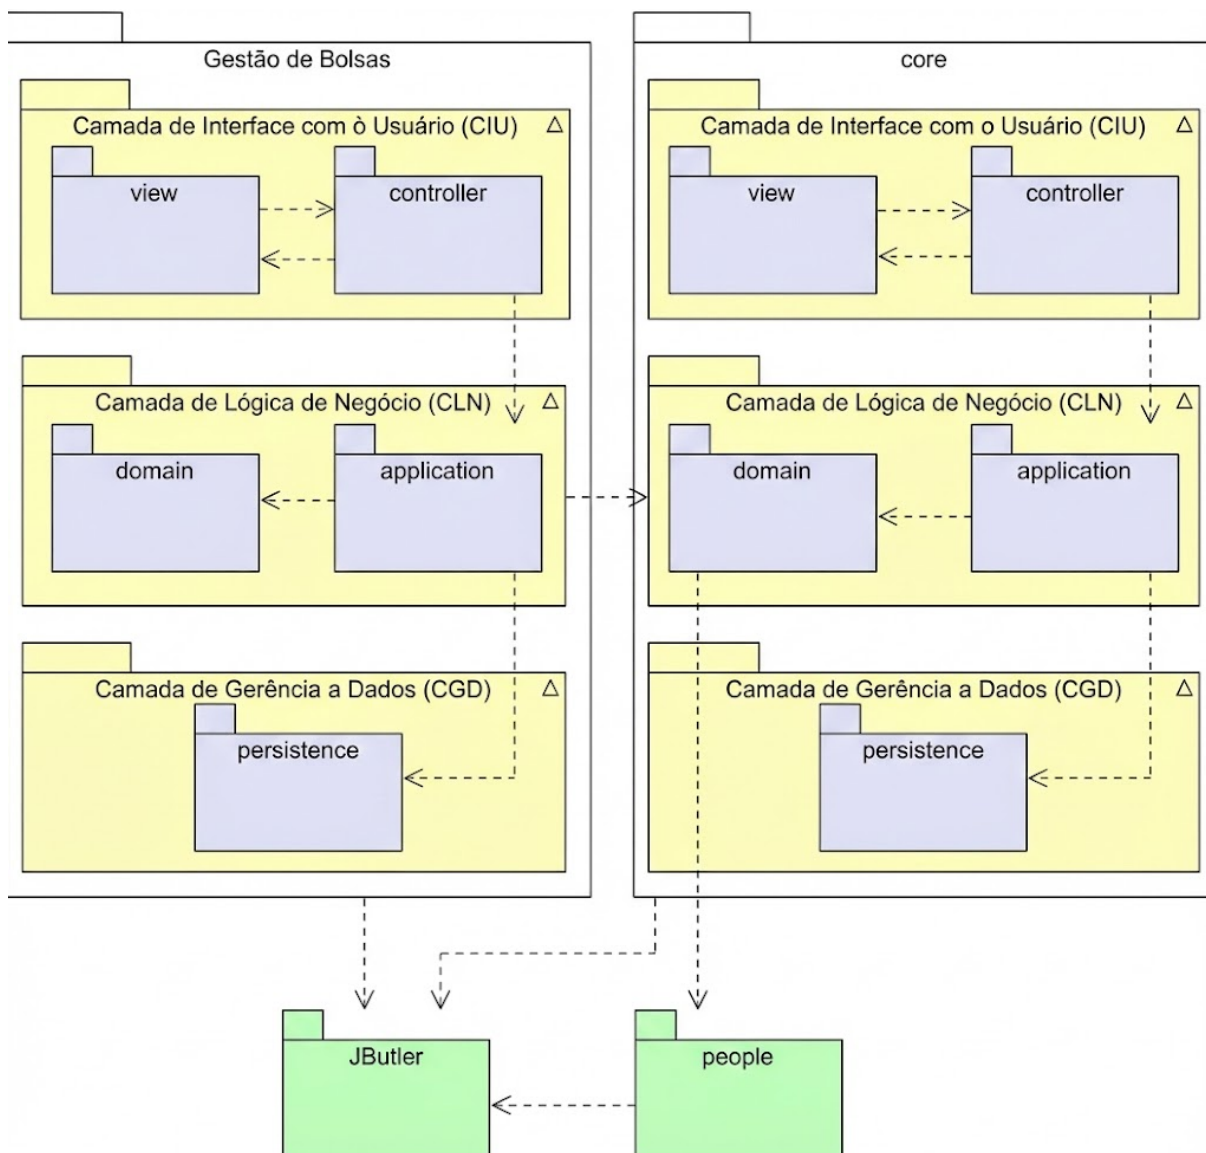 Gestão de Bolsas
Camada de Interface com ò Usuário (CIU)
view
controller
Camada de Lógica de Negócio (CLN)
domain
application
Camada de Gerência a Dados (CGD)
persistence
core
Camada de Interface com o Usuário (CIU)
view
controller
Camada de Lógica de Negócio (CLN)
domain
application
Camada de Gerência a Dados (CGD)
persistence
JButler
people